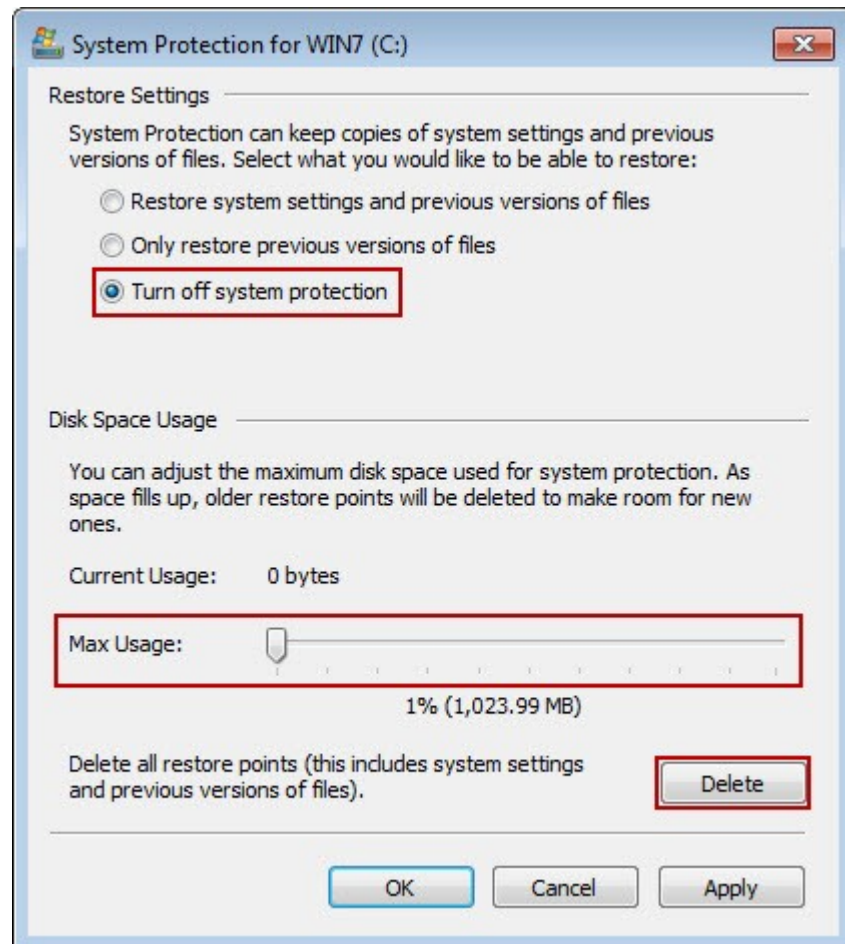 System Protection for WIN7 (C:)
Restore Settings
System Protection can keep copies of system settings and previous
versions of files. Select what you would like to be able to restore:
Restore system settings and previous versions of files
Only restore previous versions of files
Turn off system protection
Disk Space Usage
You can adjust the maximum disk space used for system protection. As
space fills up, older restore points will be deleted to make room for new
ones.
Current Usage: 0 bytes
Max Usage:
1% (1,023.99 MB)
Delete all restore points (this includes system settings
and previous versions of files).
Delete
OK Cancel Apply